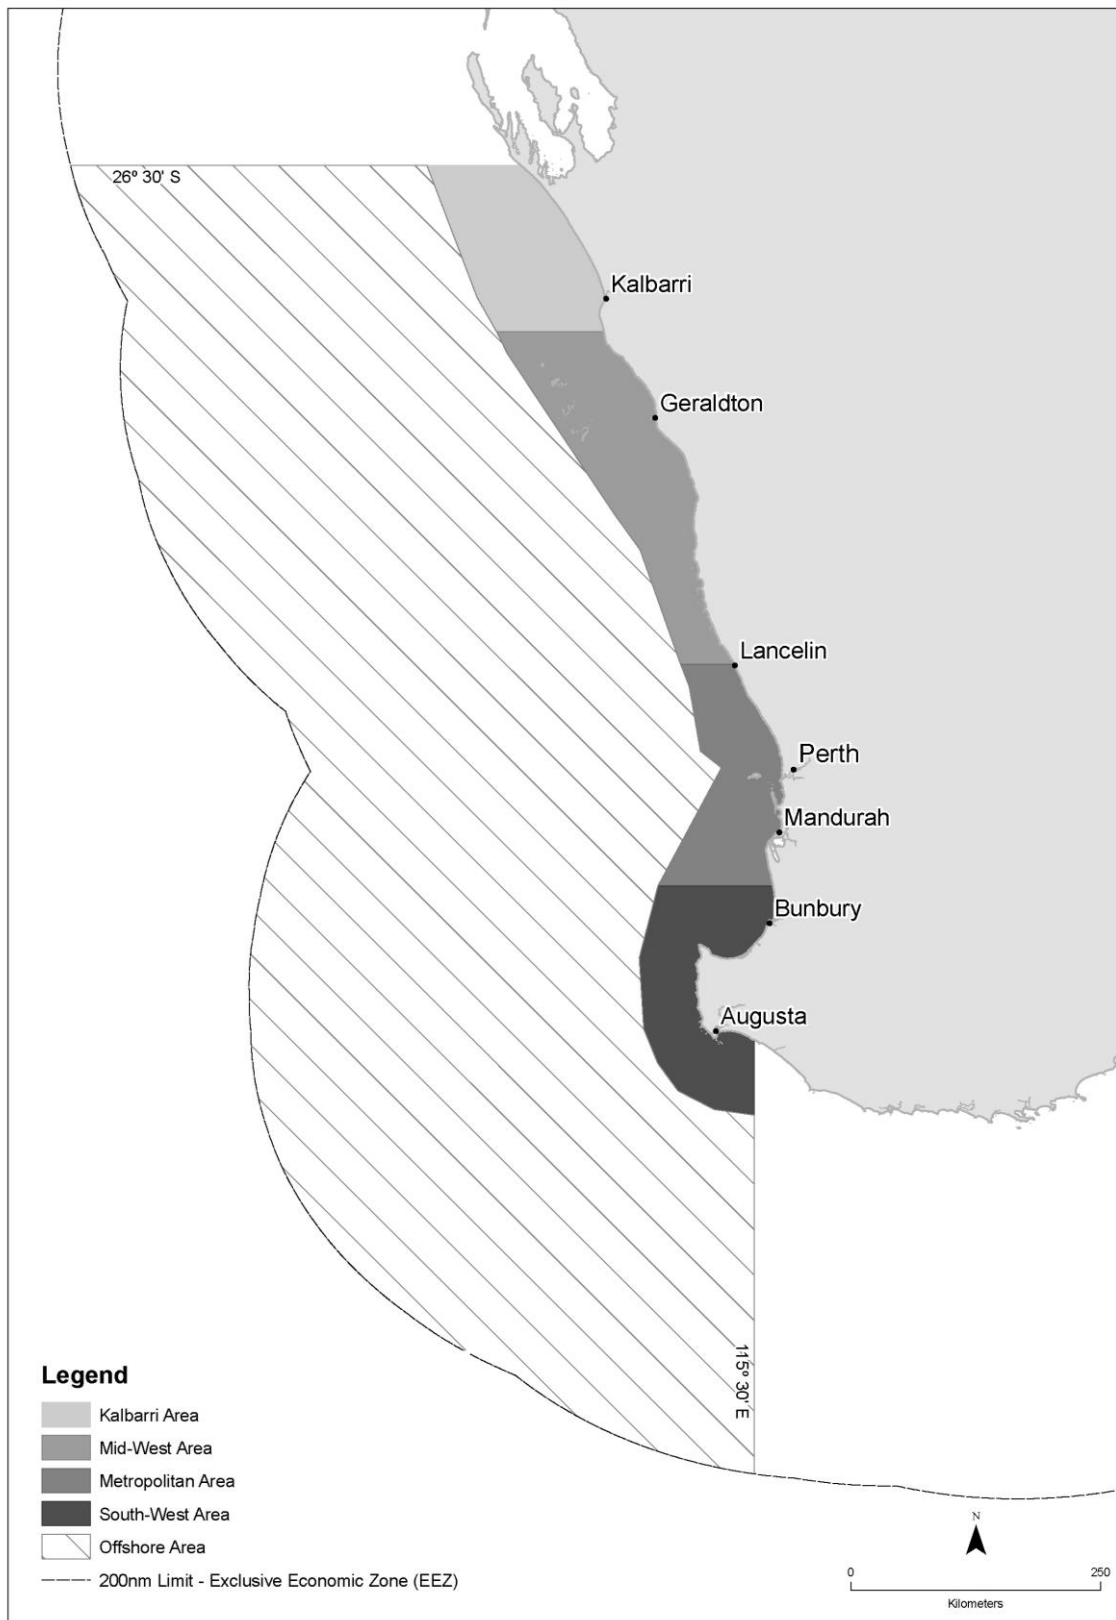 26º 30' S
Kalbarri
Geraldton
Lancelin
Perth
Mandurah
Bunbury
Augusta
115º 30' E
Legend
Kalbarri Area
Mid-West Area
Metropolitan Area
South-West Area
Offshore Area
200nm Limit - Exclusive Economic Zone (EEZ)
N
0 250
Kilometers